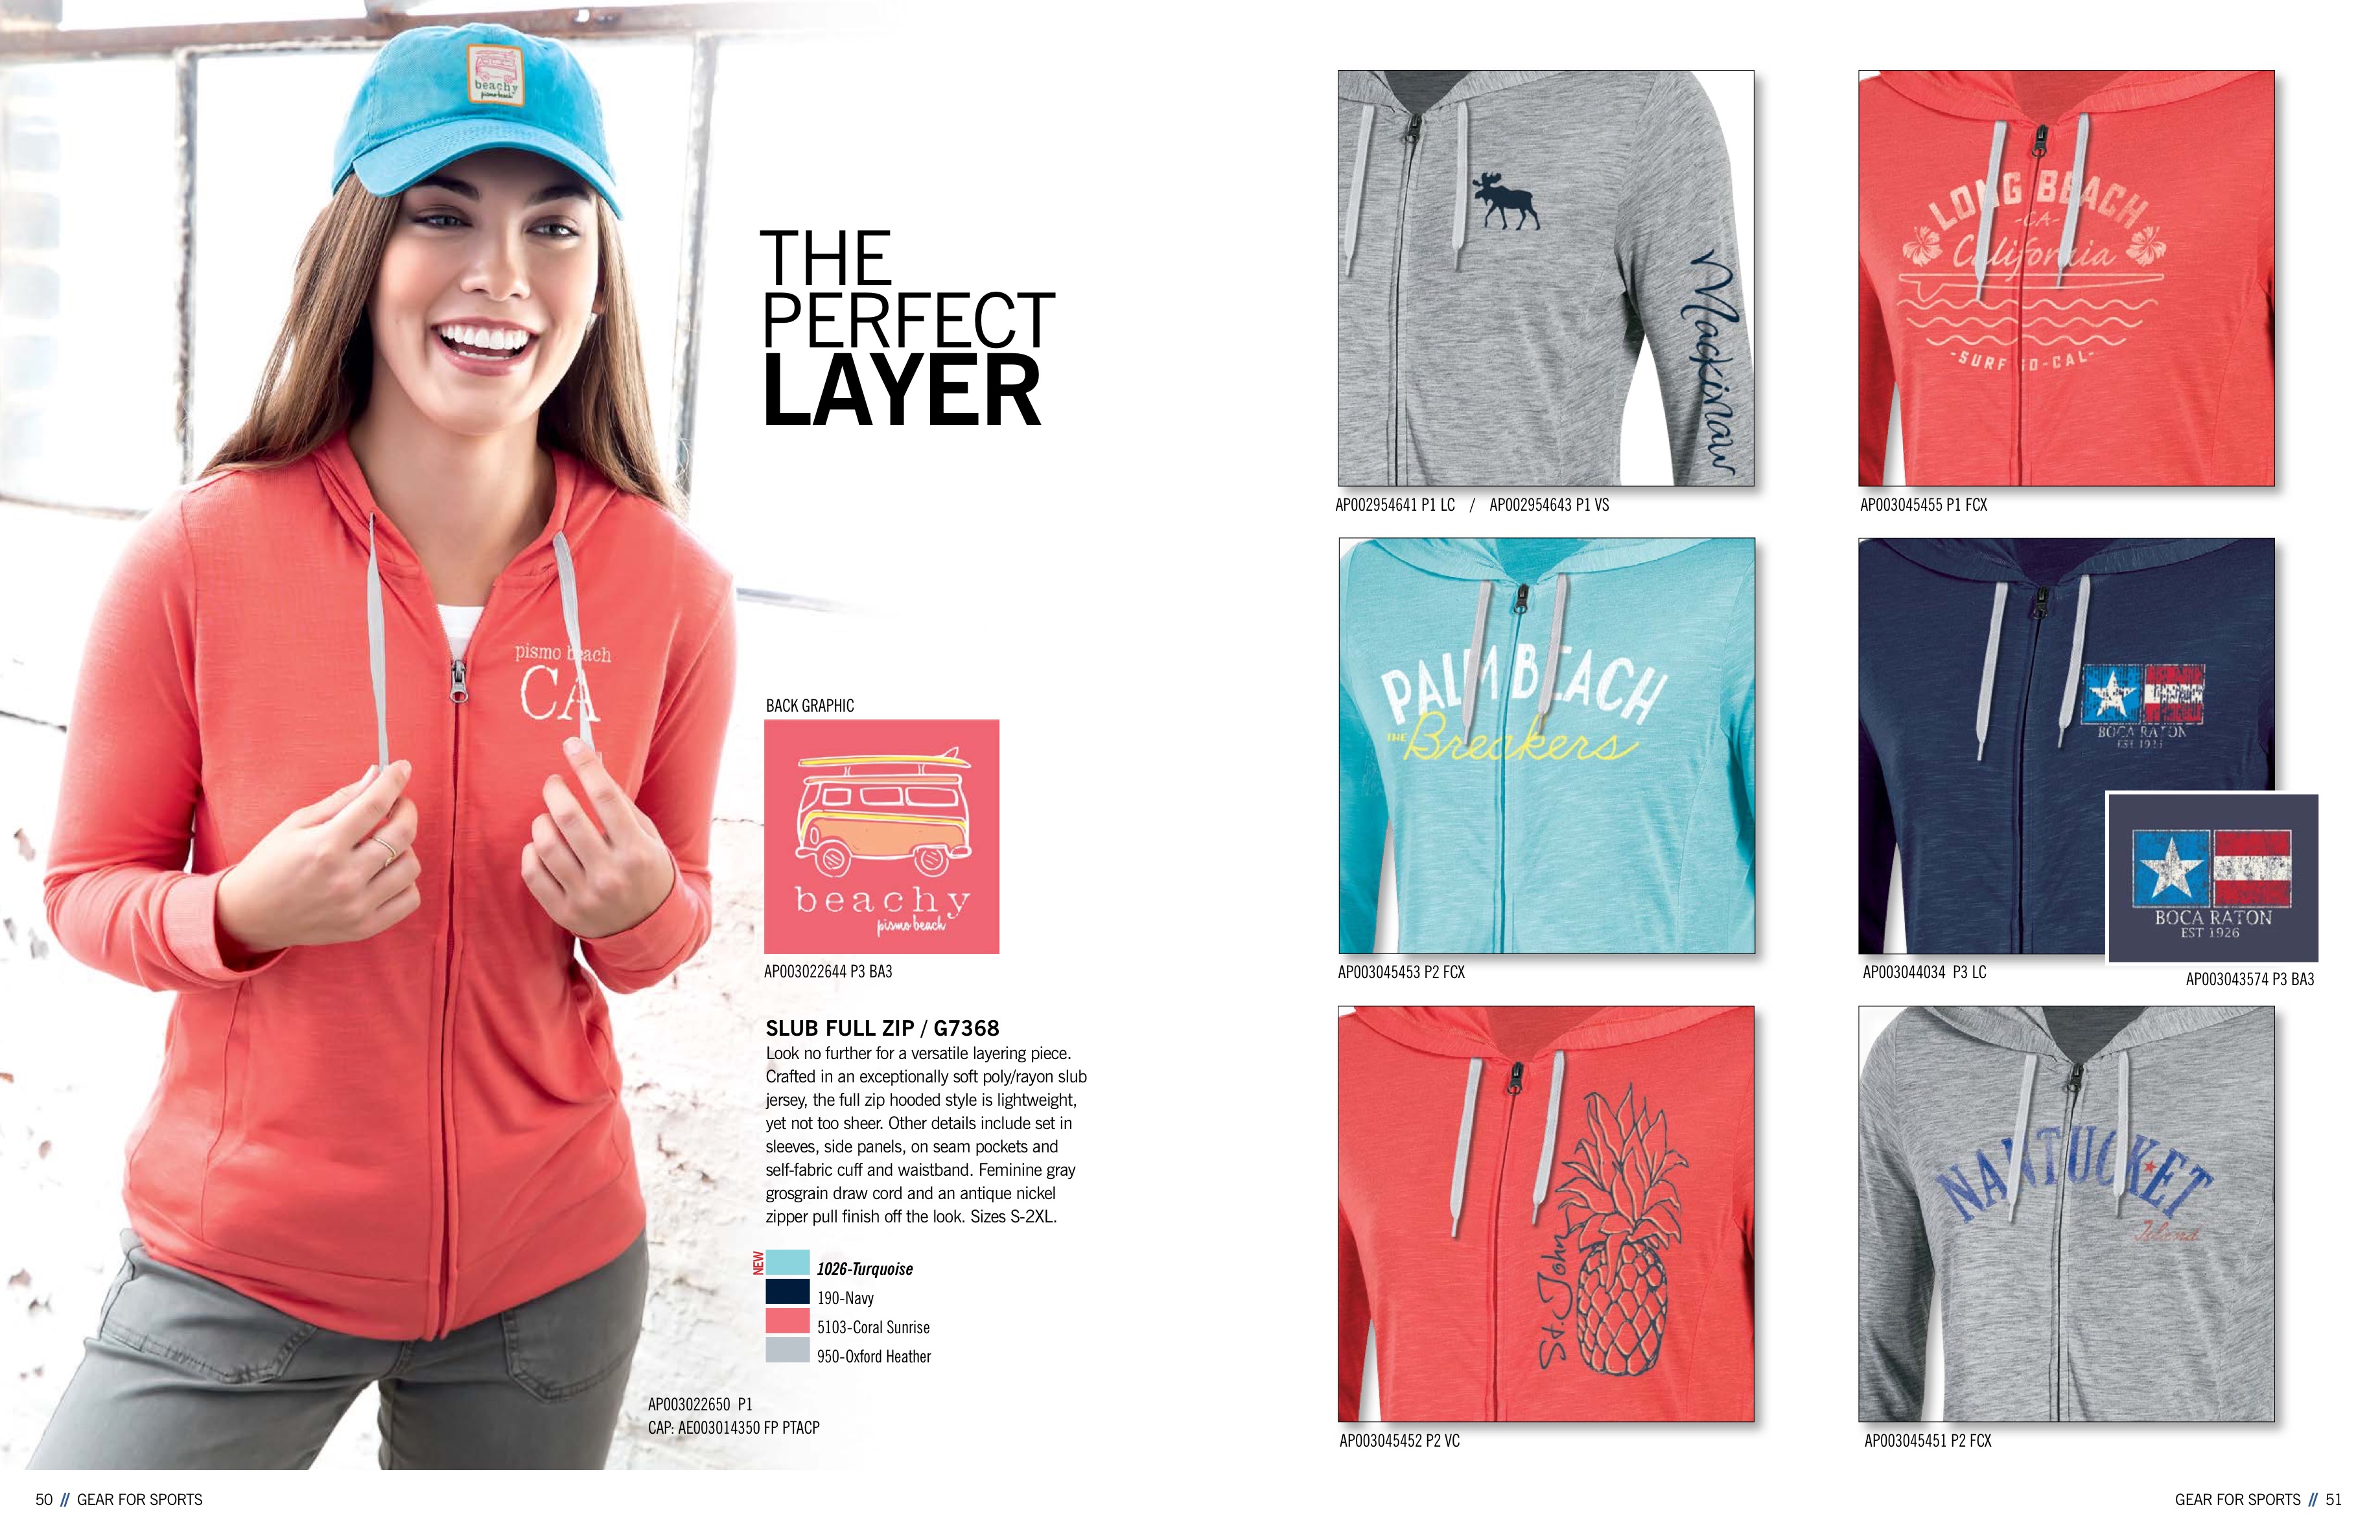 beachy
pismo beach
THE
PERFECT
LAYER
pismo beach
CA
BACK GRAPHIC
beachy
pismo beach
AP003022644 P3 BA3
SLUB FULL ZIP / G7368
Look no further for a versatile layering piece.
Crafted in an exceptionally soft poly/rayon slub
jersey, the full zip hooded style is lightweight,
yet not too sheer. Other details include set in
sleeves, side panels, on seam pockets and
self-fabric cuff and waistband. Feminine gray
grosgrain draw cord and an antique nickel
zipper pull finish off the look. Sizes S-2XL.
NEW
1026-Turquoise
190-Navy
5103-Coral Sunrise
950-Oxford Heather
AP003022650 P1
CAP: AE003014350 FP PTACP
50 // GEAR FOR SPORTS
Mackinaw
AP002954641 P1 LC / AP002954643 P1 VS
LONG BEACH
-CA-
California
-SURF SO-CAL-
AP003045455 P1 FCX
PALM BEACH
THE Breakers
AP003045453 P2 FCX
BOCA RATON
BOCA RATON
EST 1926
AP003044034 P3 LC
AP003043574 P3 BA3
St. John
AP003045452 P2 VC
NANTUCKET
Island
AP003045451 P2 FCX
GEAR FOR SPORTS // 51